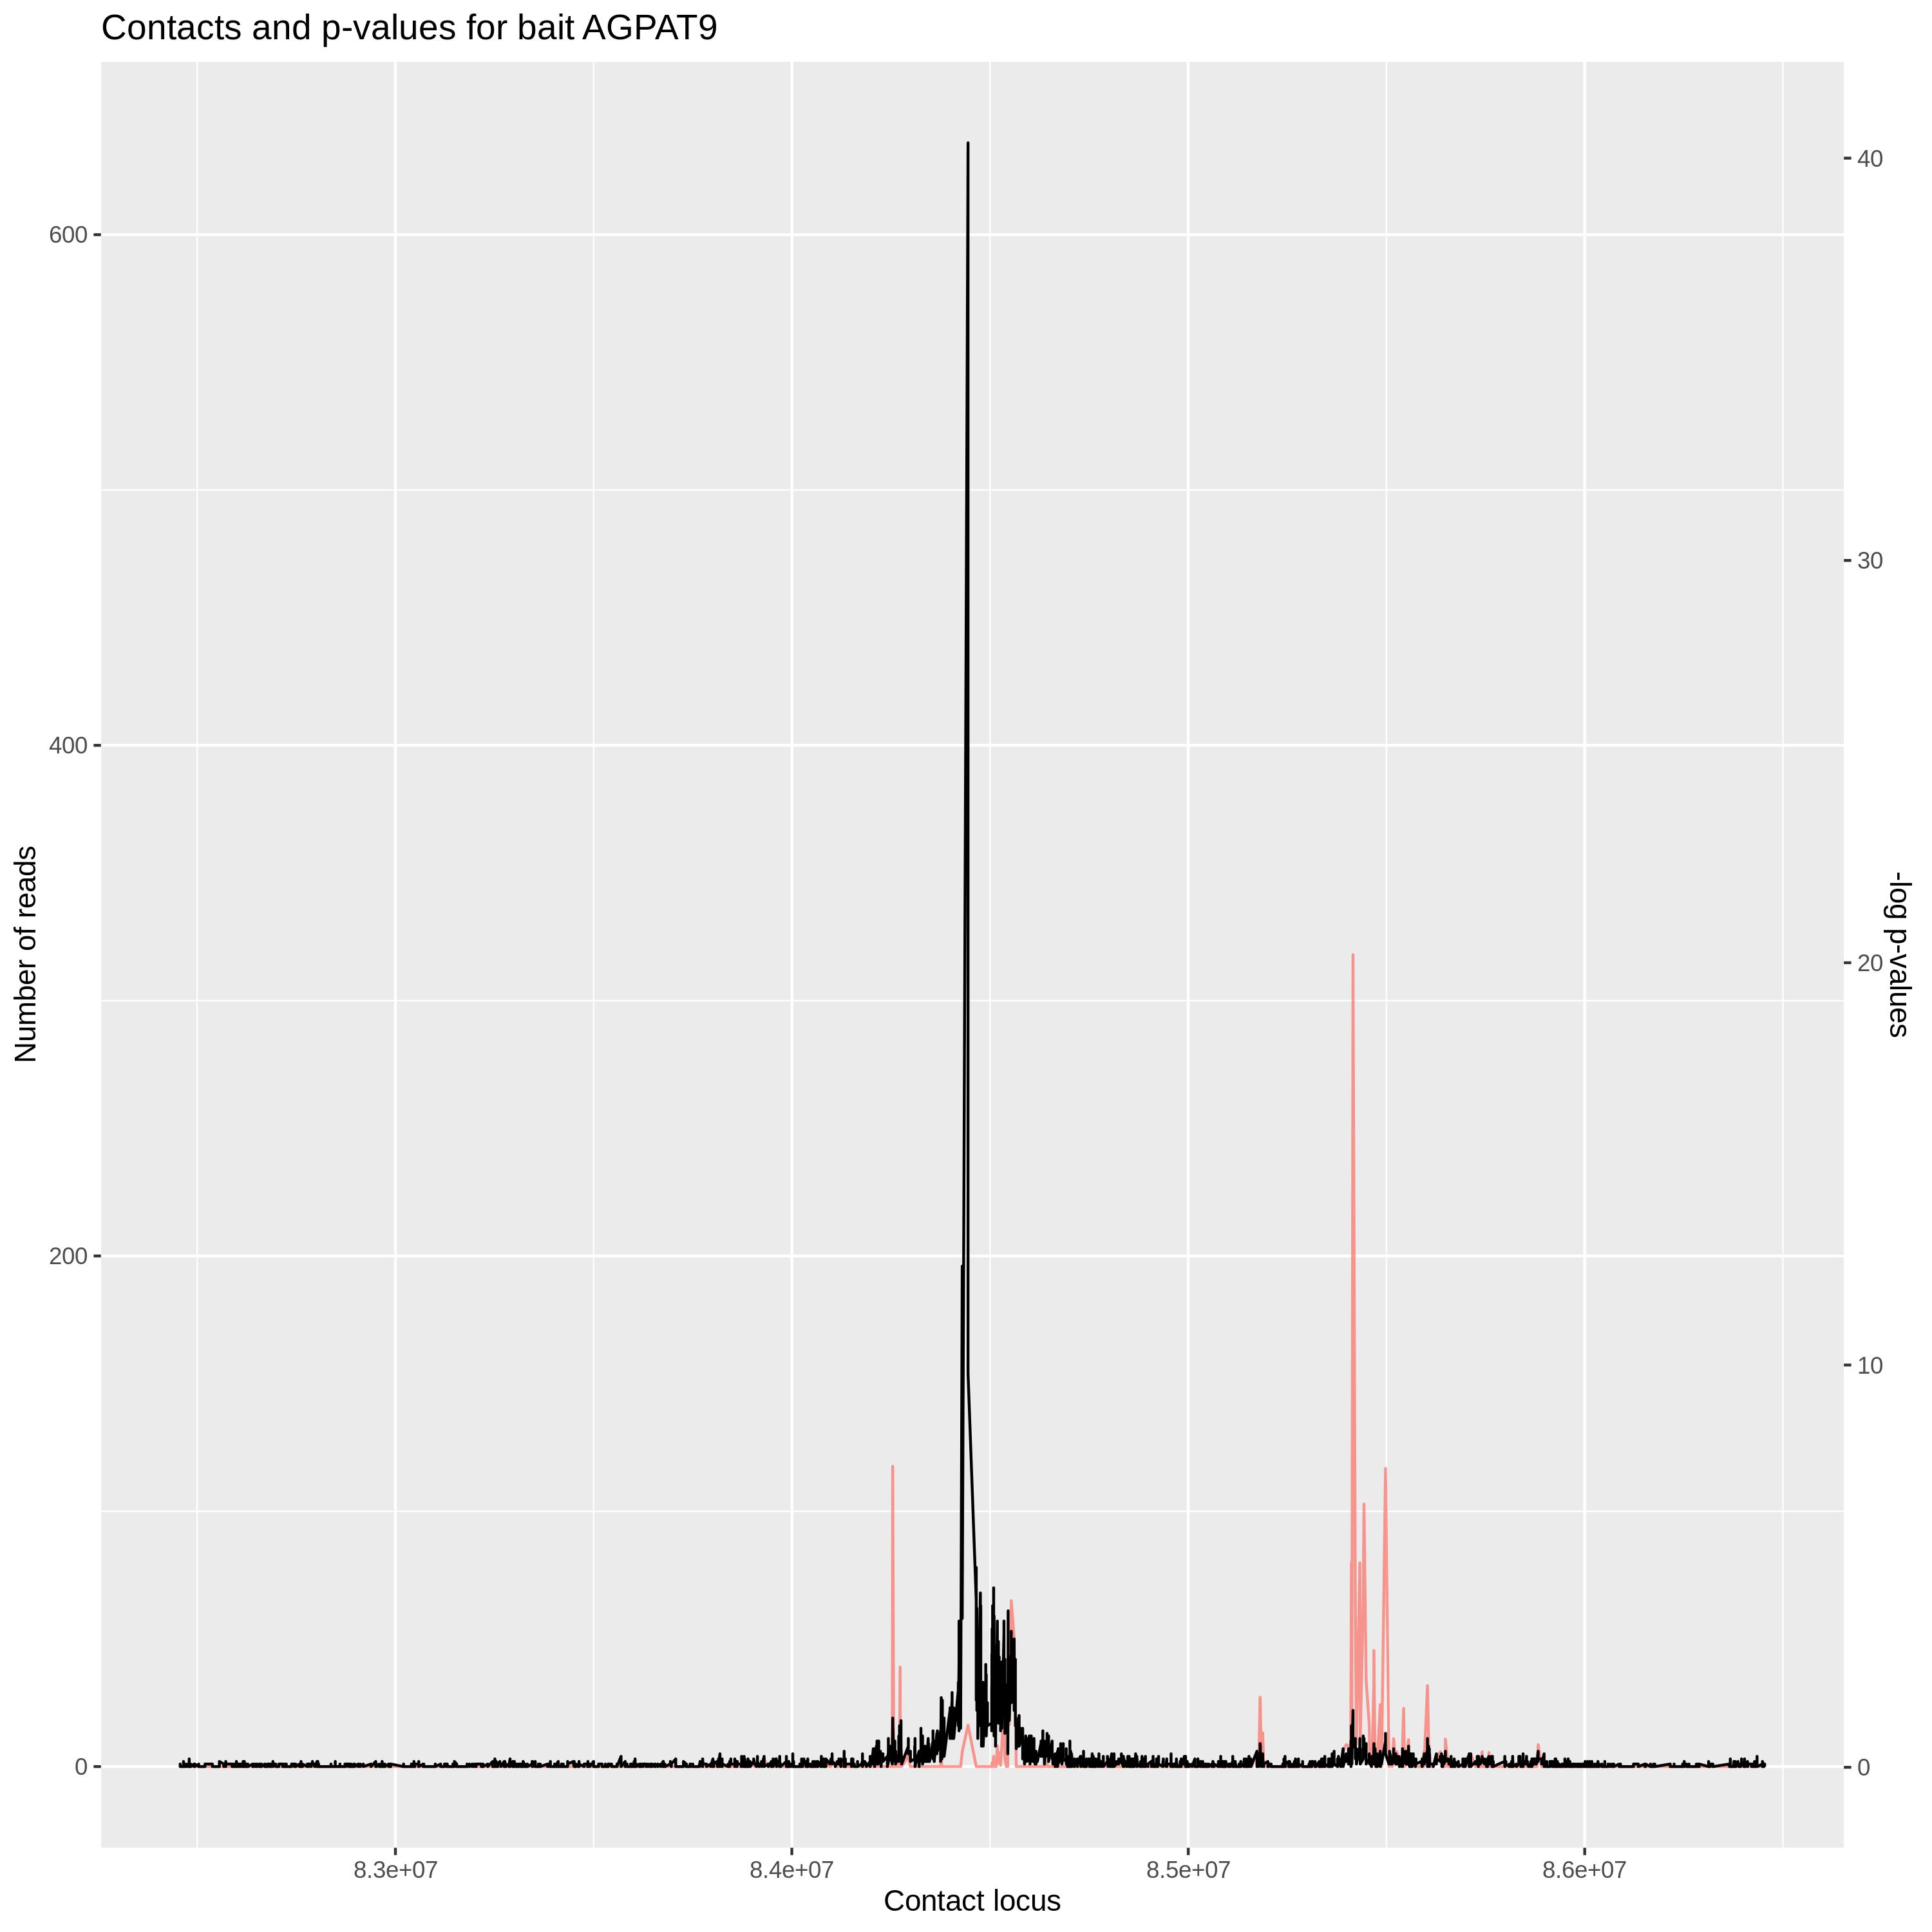 Contacts and p-values for bait AGPAT9
Number of reads
600
400
200
0
40
30
20
10
0
-log p-values
8.3e+07
8.4e+07
8.5e+07
8.6e+07
Contact locus